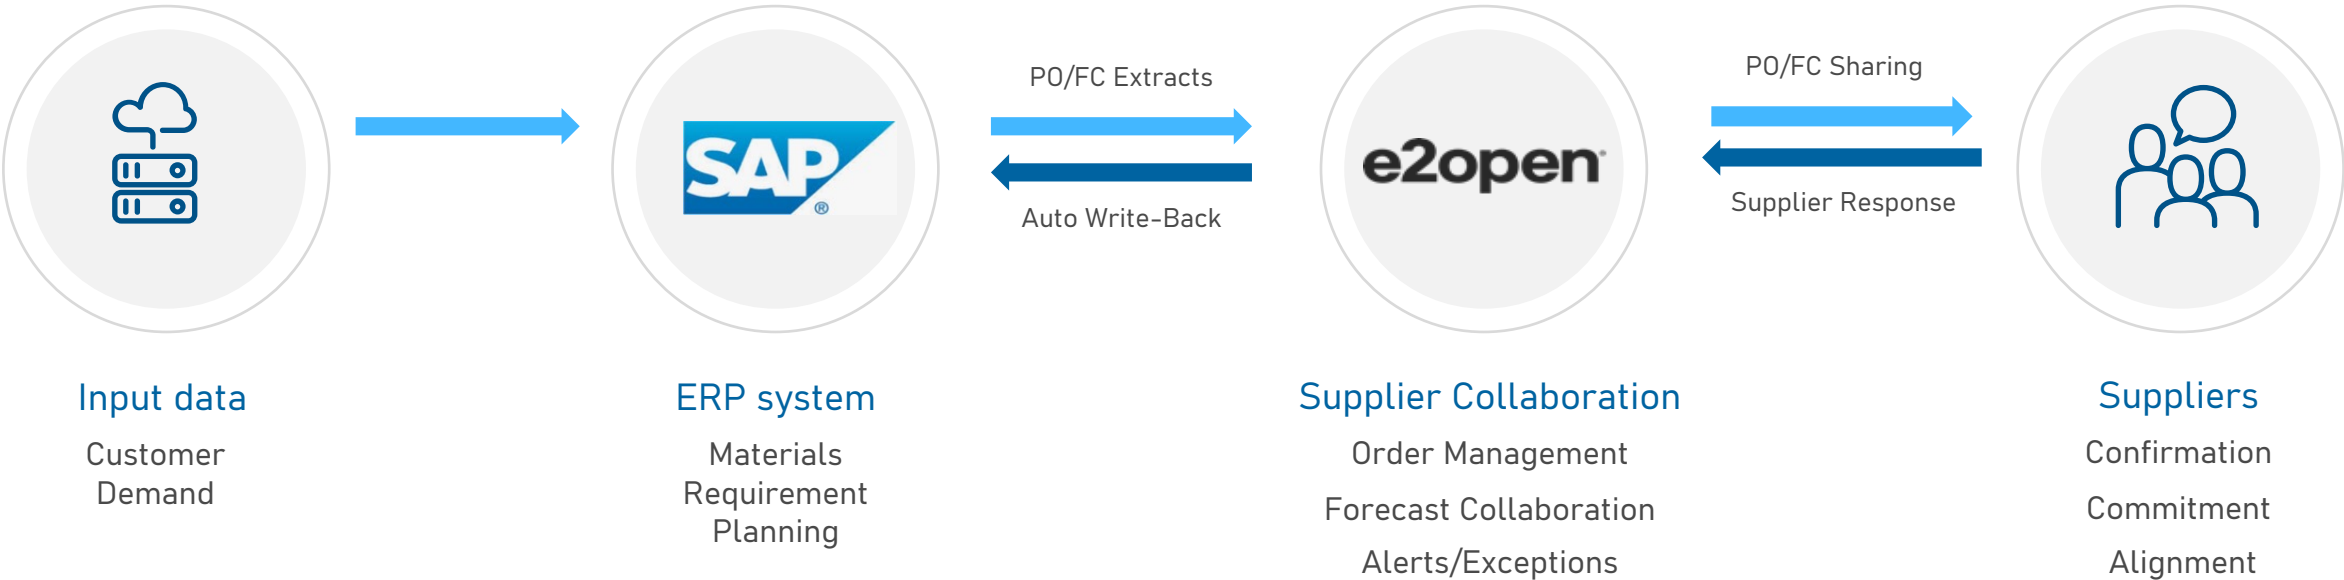 PO/FC Extracts
SAP
®
Auto Write-Back
e2open
PO/FC Sharing
Supplier Response
Input data
Customer
Demand
ERP system
Materials
Requirement
Planning
Supplier Collaboration
Order Management
Forecast Collaboration
Alerts/Exceptions
Suppliers
Confirmation
Commitment
Alignment